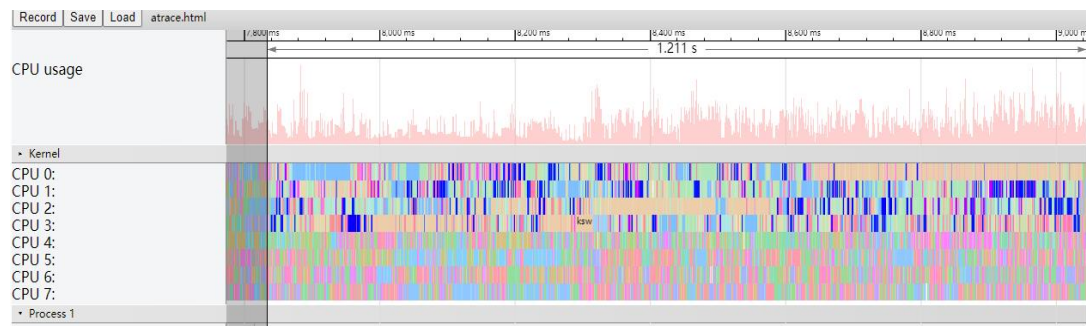 Record Save Load atrace.html
7,800 ms 8,000 ms 8,200 ms 8,400 ms 8,600 ms 8,800 ms 9,000 m
1.211 s
CPU usage
Kernel
CPU 0:
CPU 1:
CPU 2:
CPU 3:
ksw
CPU 4:
CPU 5:
CPU 6:
CPU 7:
Process 1